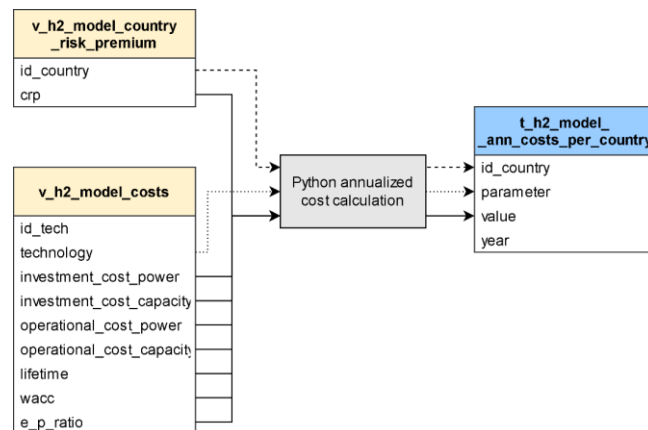 v_h2_model_country
_risk_premium
id_country
crp
v_h2_model_costs
id_tech
technology
investment_cost_power
investment_cost_capacity
operational_cost_power
operational_cost_capacity
lifetime
wacc
e_p_ratio
Python annualized
cost calculation
t_h2_model_
_ann_costs_per_country
id_country
parameter
value
year